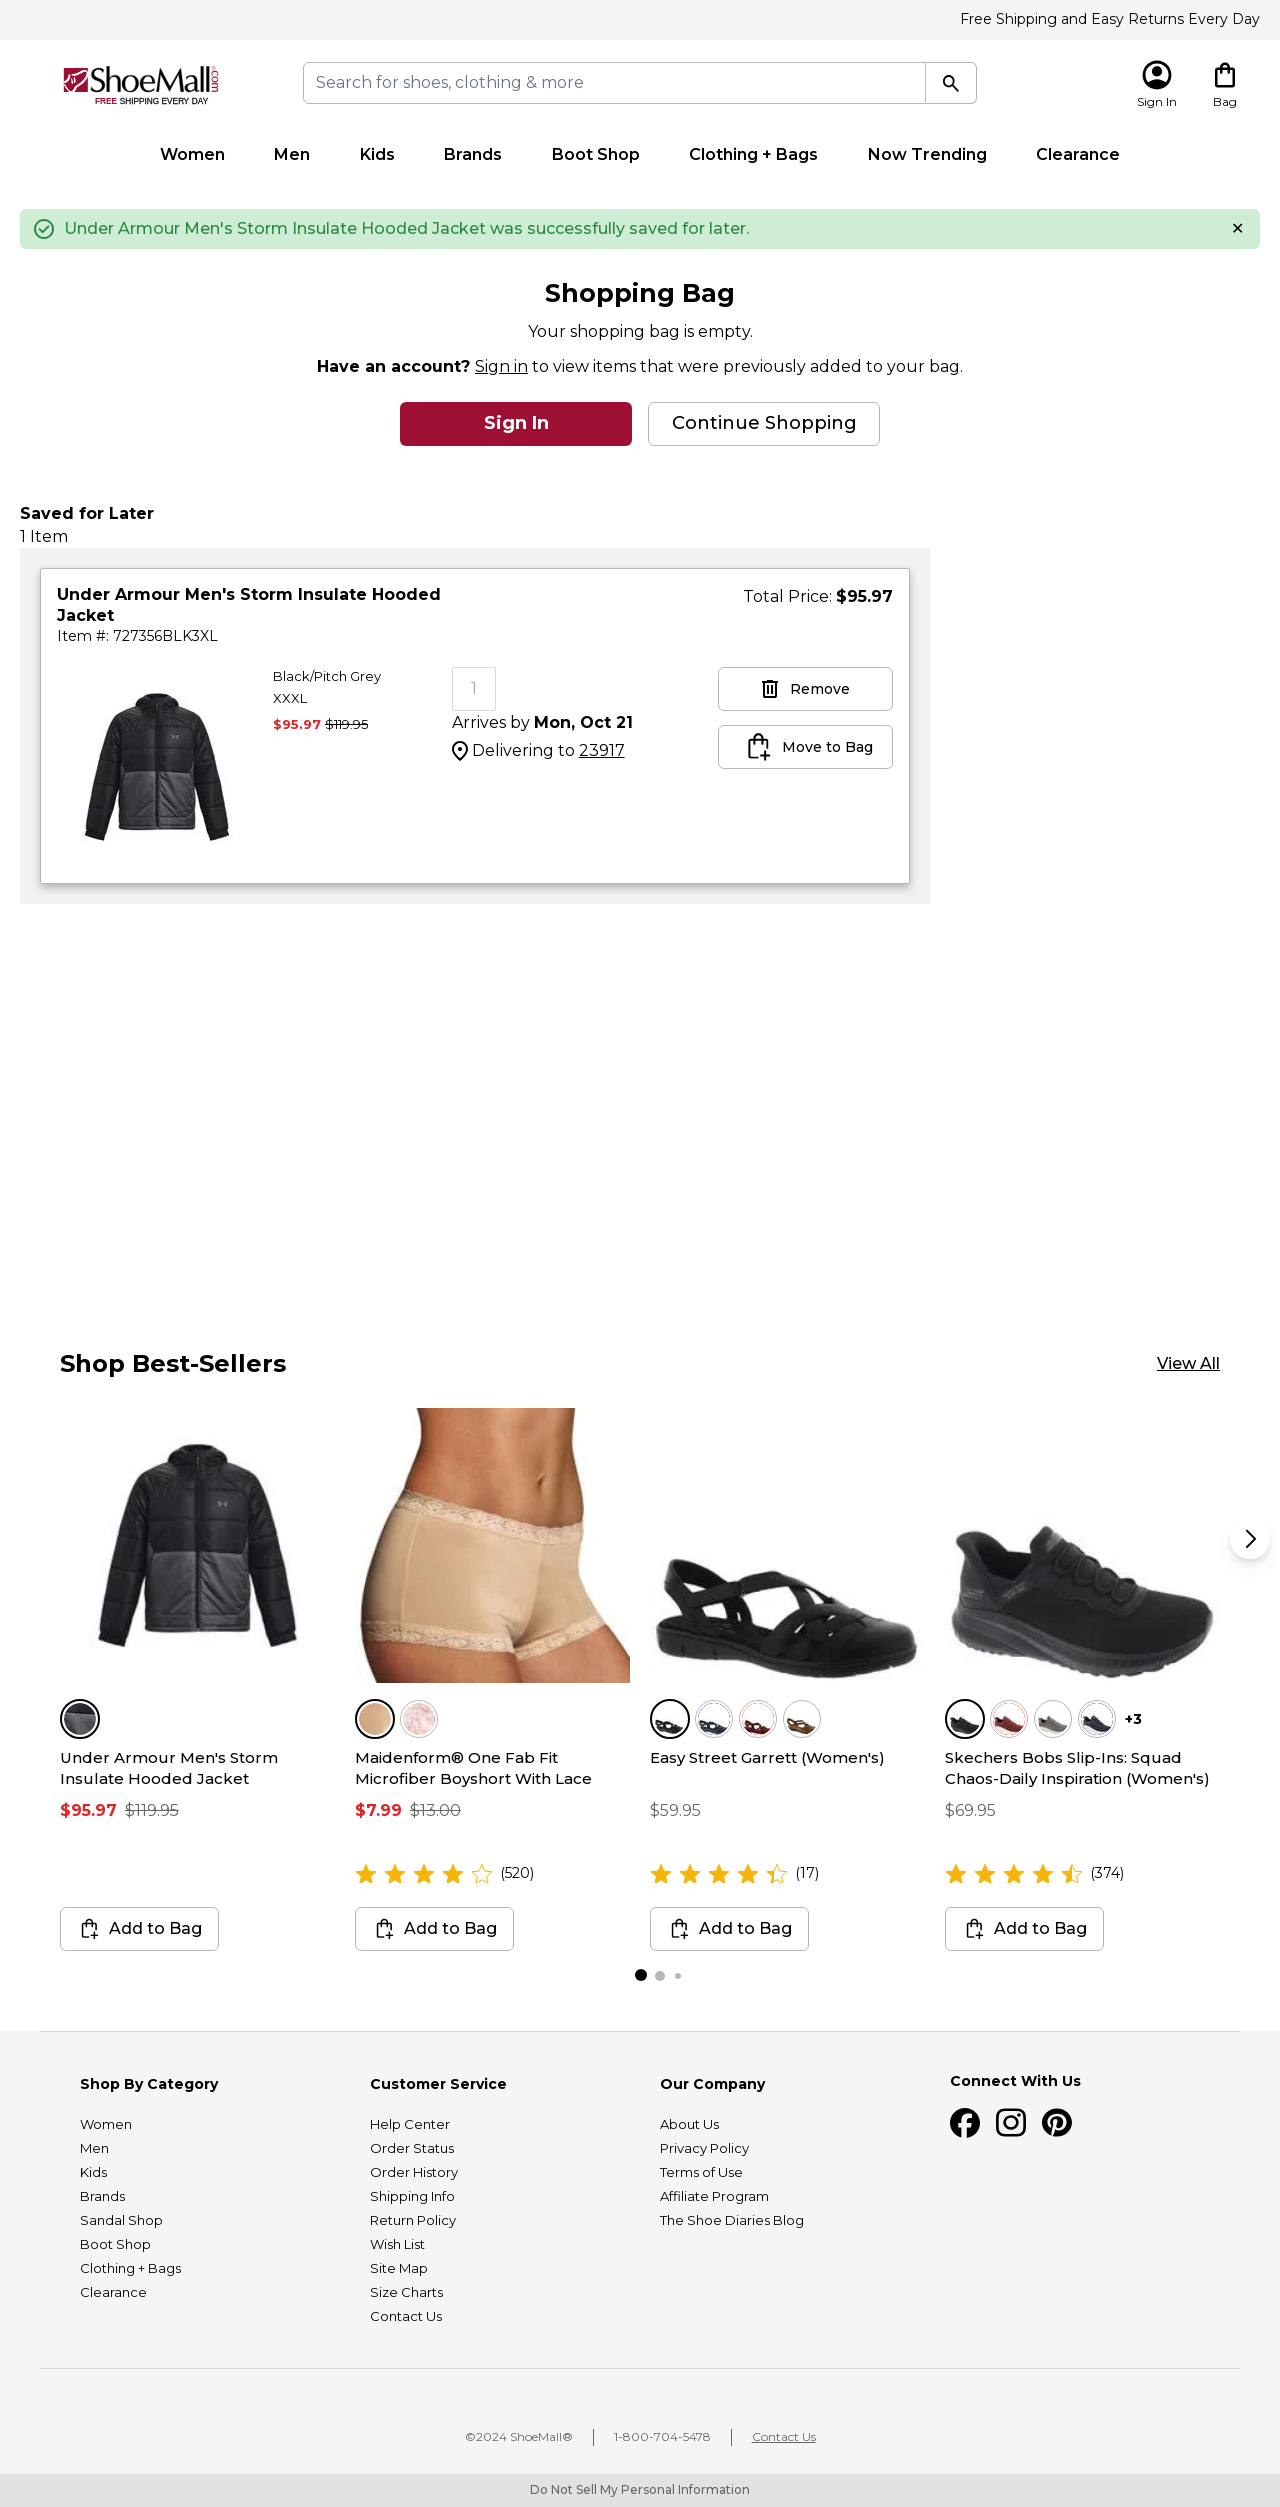 Free Shipping and Easy Returns Every Day
ShoeMall®.com
FREE SHIPPING EVERY DAY
Search for shoes, clothing & more
Sign In
Bag
Women
Men
Kids
Brands
Boot Shop
Clothing + Bags
Now Trending
Clearance
Under Armour Men's Storm Insulate Hooded Jacket was successfully saved for later.
Shopping Bag
Your shopping bag is empty.
Have an account? Sign in to view items that were previously added to your bag.
Sign In
Continue Shopping
Saved for Later
1 Item
Under Armour Men's Storm Insulate Hooded
Jacket
Item #: 727356BLK3XL
Total Price: $95.97
Black/Pitch Grey
XXXL
$95.97 $119.95
1
Arrives by Mon, Oct 21
Delivering to 23917
Remove
Move to Bag
Shop Best-Sellers
View All
Under Armour Men's Storm
Insulate Hooded Jacket
$95.97 $119.95
Add to Bag
Maidenform® One Fab Fit
Microfiber Boyshort With Lace
$7.99 $13.00
(520)
Add to Bag
Easy Street Garrett (Women's)
$59.95
(17)
Add to Bag
+3
Skechers Bobs Slip-Ins: Squad
Chaos-Daily Inspiration (Women's)
$69.95
(374)
Add to Bag
Shop By Category
Women
Men
Kids
Brands
Sandal Shop
Boot Shop
Clothing + Bags
Clearance
Customer Service
Help Center
Order Status
Order History
Shipping Info
Return Policy
Wish List
Site Map
Size Charts
Contact Us
Our Company
About Us
Privacy Policy
Terms of Use
Affiliate Program
The Shoe Diaries Blog
Connect With Us
©2024 ShoeMall®
1-800-704-5478
Contact Us
Do Not Sell My Personal Information